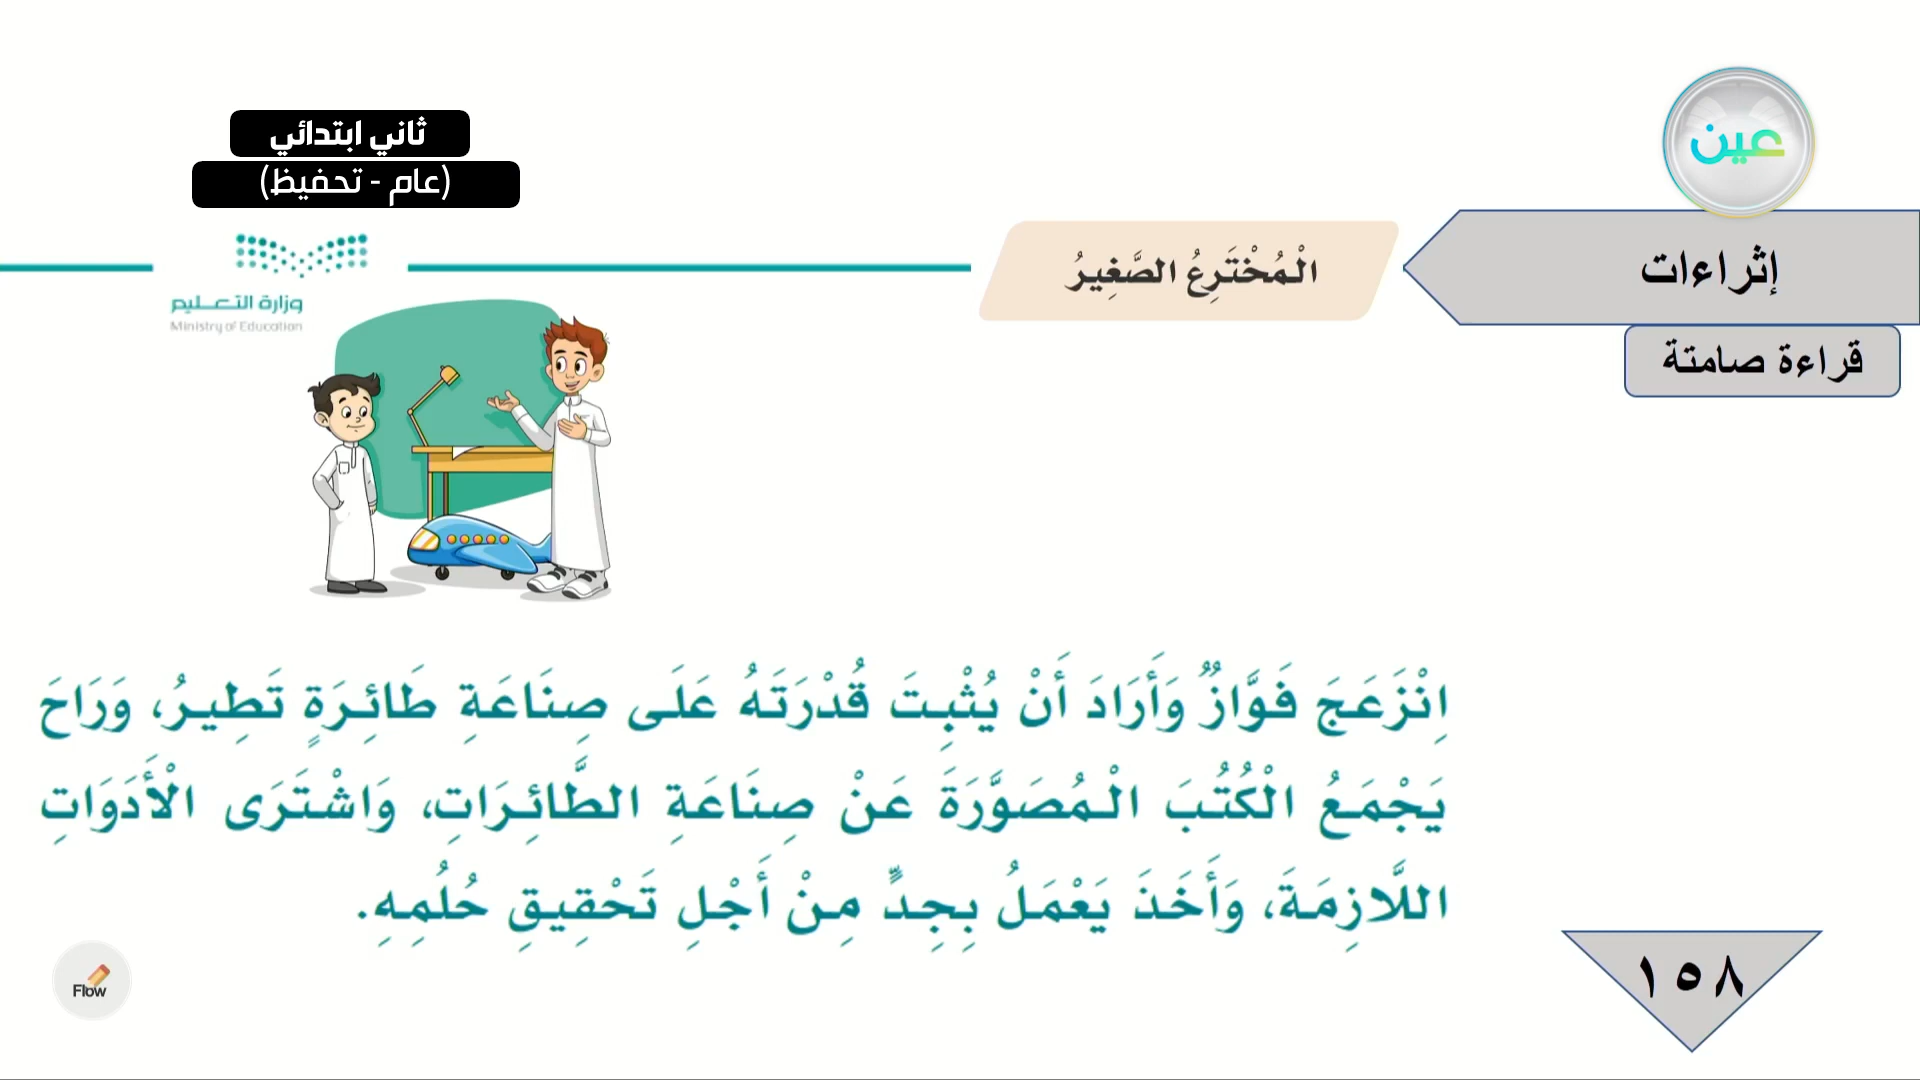 عين
ثاني ابتدائي
(عام - تحفيظ)
إثراءات
الْمُخْتَرِعُ الصَّغِيرُ
وزارة التعليم
Ministry of Education
قراءة صامتة
اِنْزَعَجَ فَوَّازٌ وَأَرَادَ أَنْ يُثْبِتَ قُدْرَتَهُ عَلَى صِنَاعَةِ طَائِرَةٍ تَطِيرُ، وَرَاحَ
يَجْمَعُ الْكُتُبَ الْمُصَوَّرَةَ عَنْ صِنَاعَةِ الطَّائِرَاتِ، وَاشْتَرَى الْأَدَوَاتِ
اللَّازِمَةَ، وَأَخَذَ يَعْمَلُ بِجِدٍّ مِنْ أَجْلِ تَحْقِيقِ حُلُمِهِ.
١٥٨
Flow